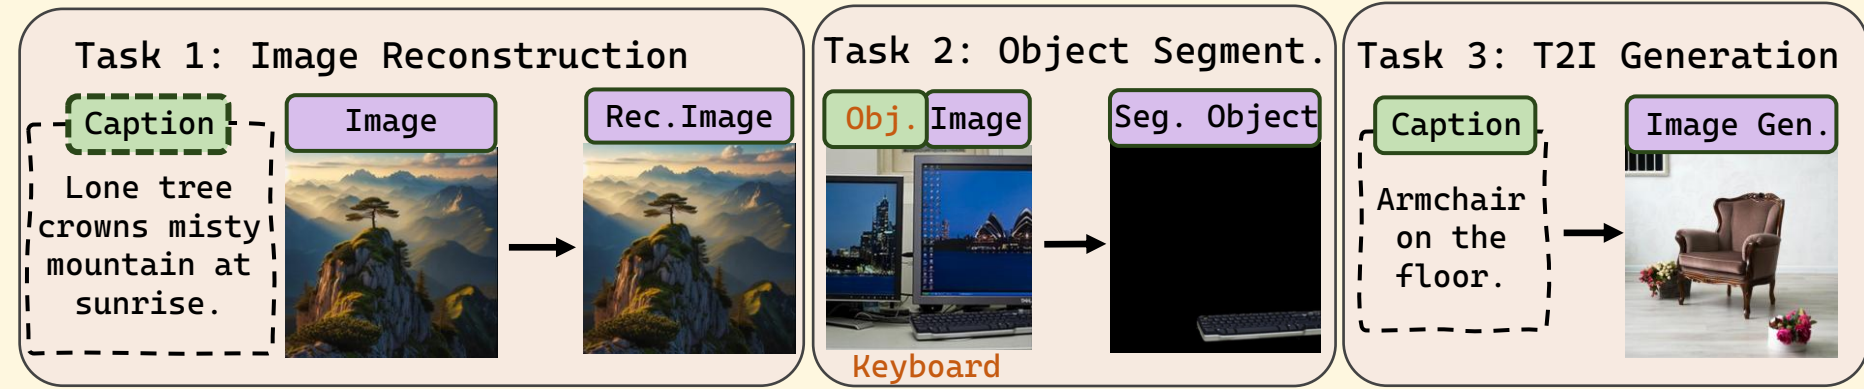 Task 1: Image Reconstruction
Caption
Image
Rec.Image
Lone tree
crowns misty
mountain at
sunrise.
Task 2: Object Segment.
Obj.
Image
Seg. Object
Keyboard
Task 3: T2I Generation
Caption
Image Gen.
Armchair
on the
floor.